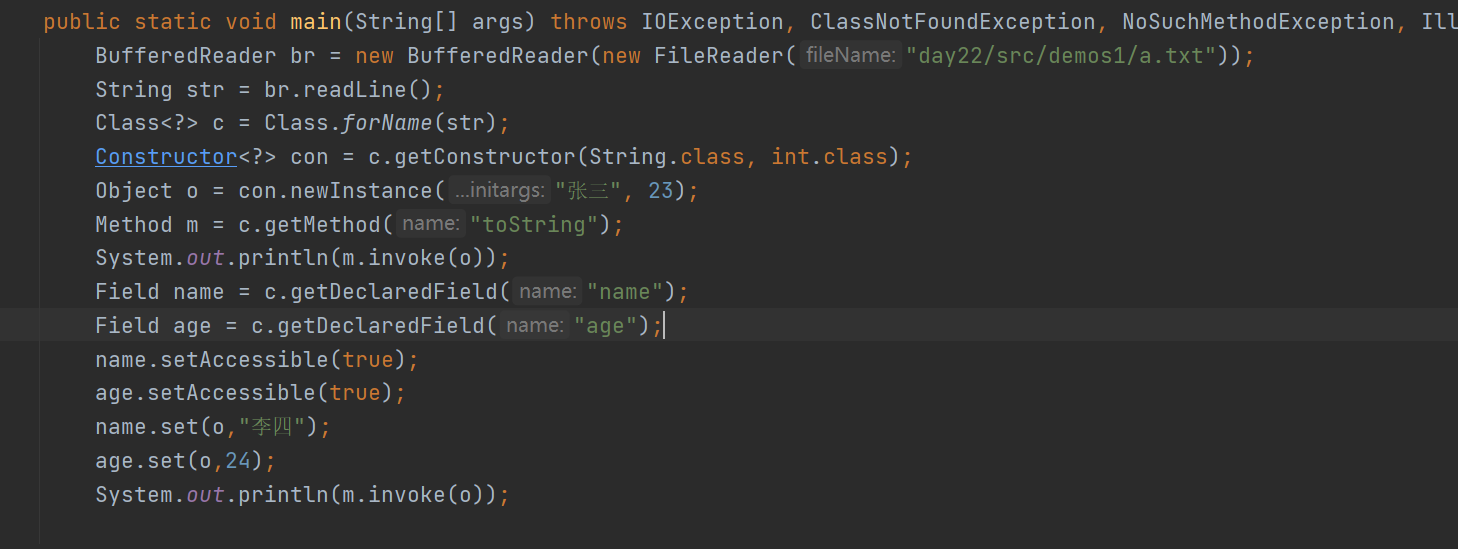 public static void main(String[] args) throws IOException, ClassNotFoundException, NoSuchMethodException, Ill
BufferedReader br = new BufferedReader(new FileReader( fileName: "day22/src/demos1/a.txt"));
String str = br.readLine();
Class<?> c = Class.forName(str);
Constructor<?> con = c.getConstructor(String.class, int.class);
Object o = con.newInstance( ...initargs: "张三", 23);
Method m = c.getMethod( name: "toString");
System.out.println(m.invoke(o));
Field name = c.getDeclaredField( name: "name");
Field age = c.getDeclaredField( name: "age");
name.setAccessible(true);
age.setAccessible(true);
name.set(o,"李四");
age.set(o,24);
System.out.println(m.invoke(o));